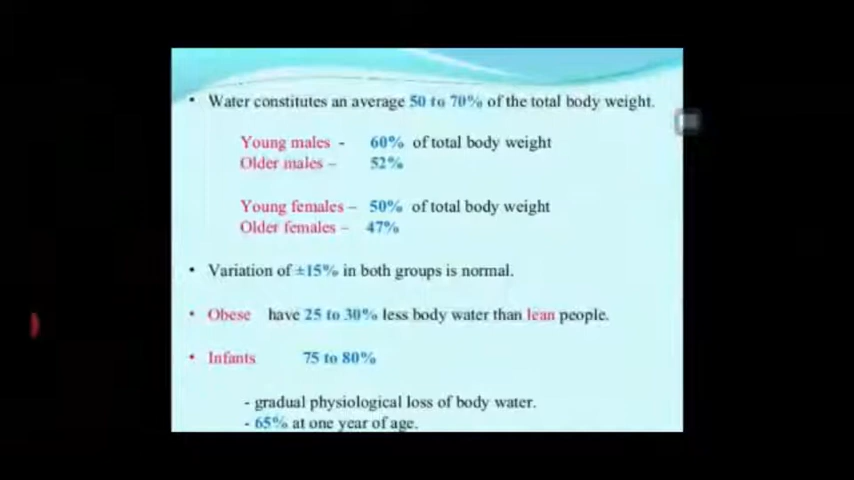 • Water constitutes an average 50 to 70% of the total body weight.
Young males - 60% of total body weight
Older males – 52%
Young females – 50% of total body weight
Older females – 47%
• Variation of ±15% in both groups is normal.
• Obese have 25 to 30% less body water than lean people.
• Infants 75 to 80%
- gradual physiological loss of body water.
- 65% at one year of age.